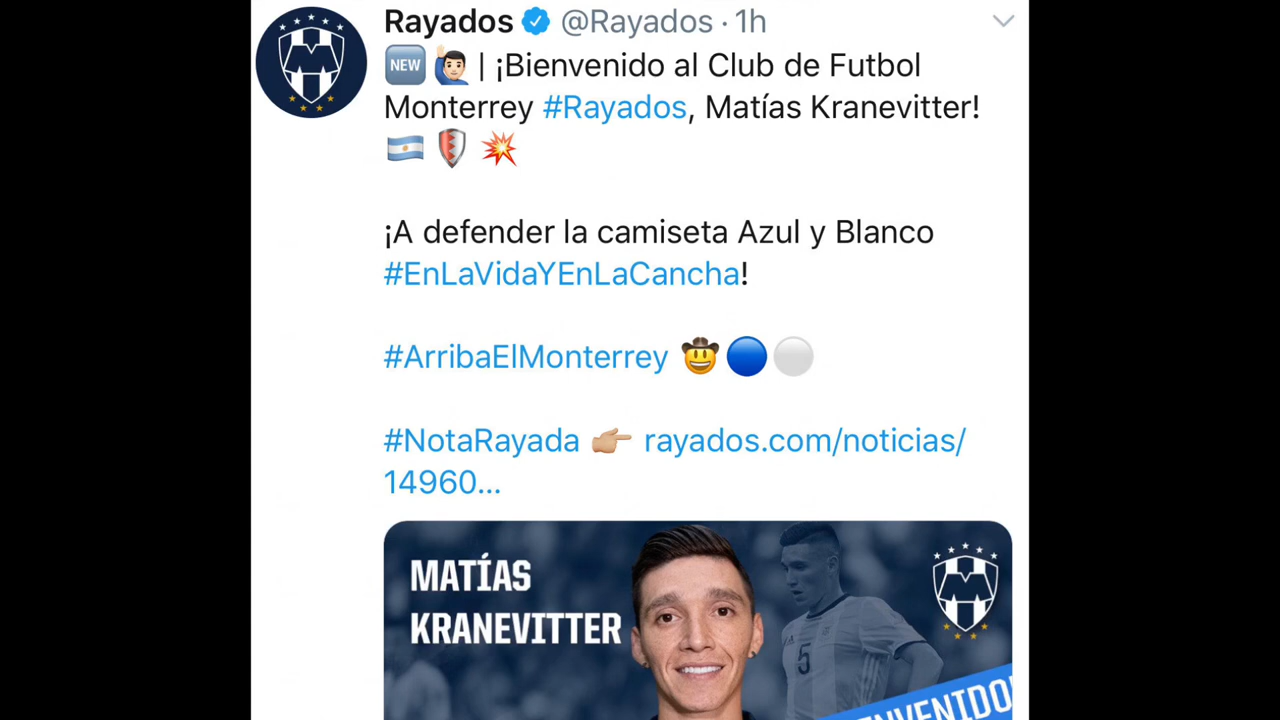 Rayados @Rayados · 1h
NEW | ¡Bienvenido al Club de Futbol
Monterrey #Rayados, Matías Kranevitter!
¡A defender la camiseta Azul y Blanco
#EnLaVidaYEnLaCancha!
#ArribaElMonterrey
#NotaRayada rayados.com/noticias/
14960...
MATÍAS
KRANEVITTER
5